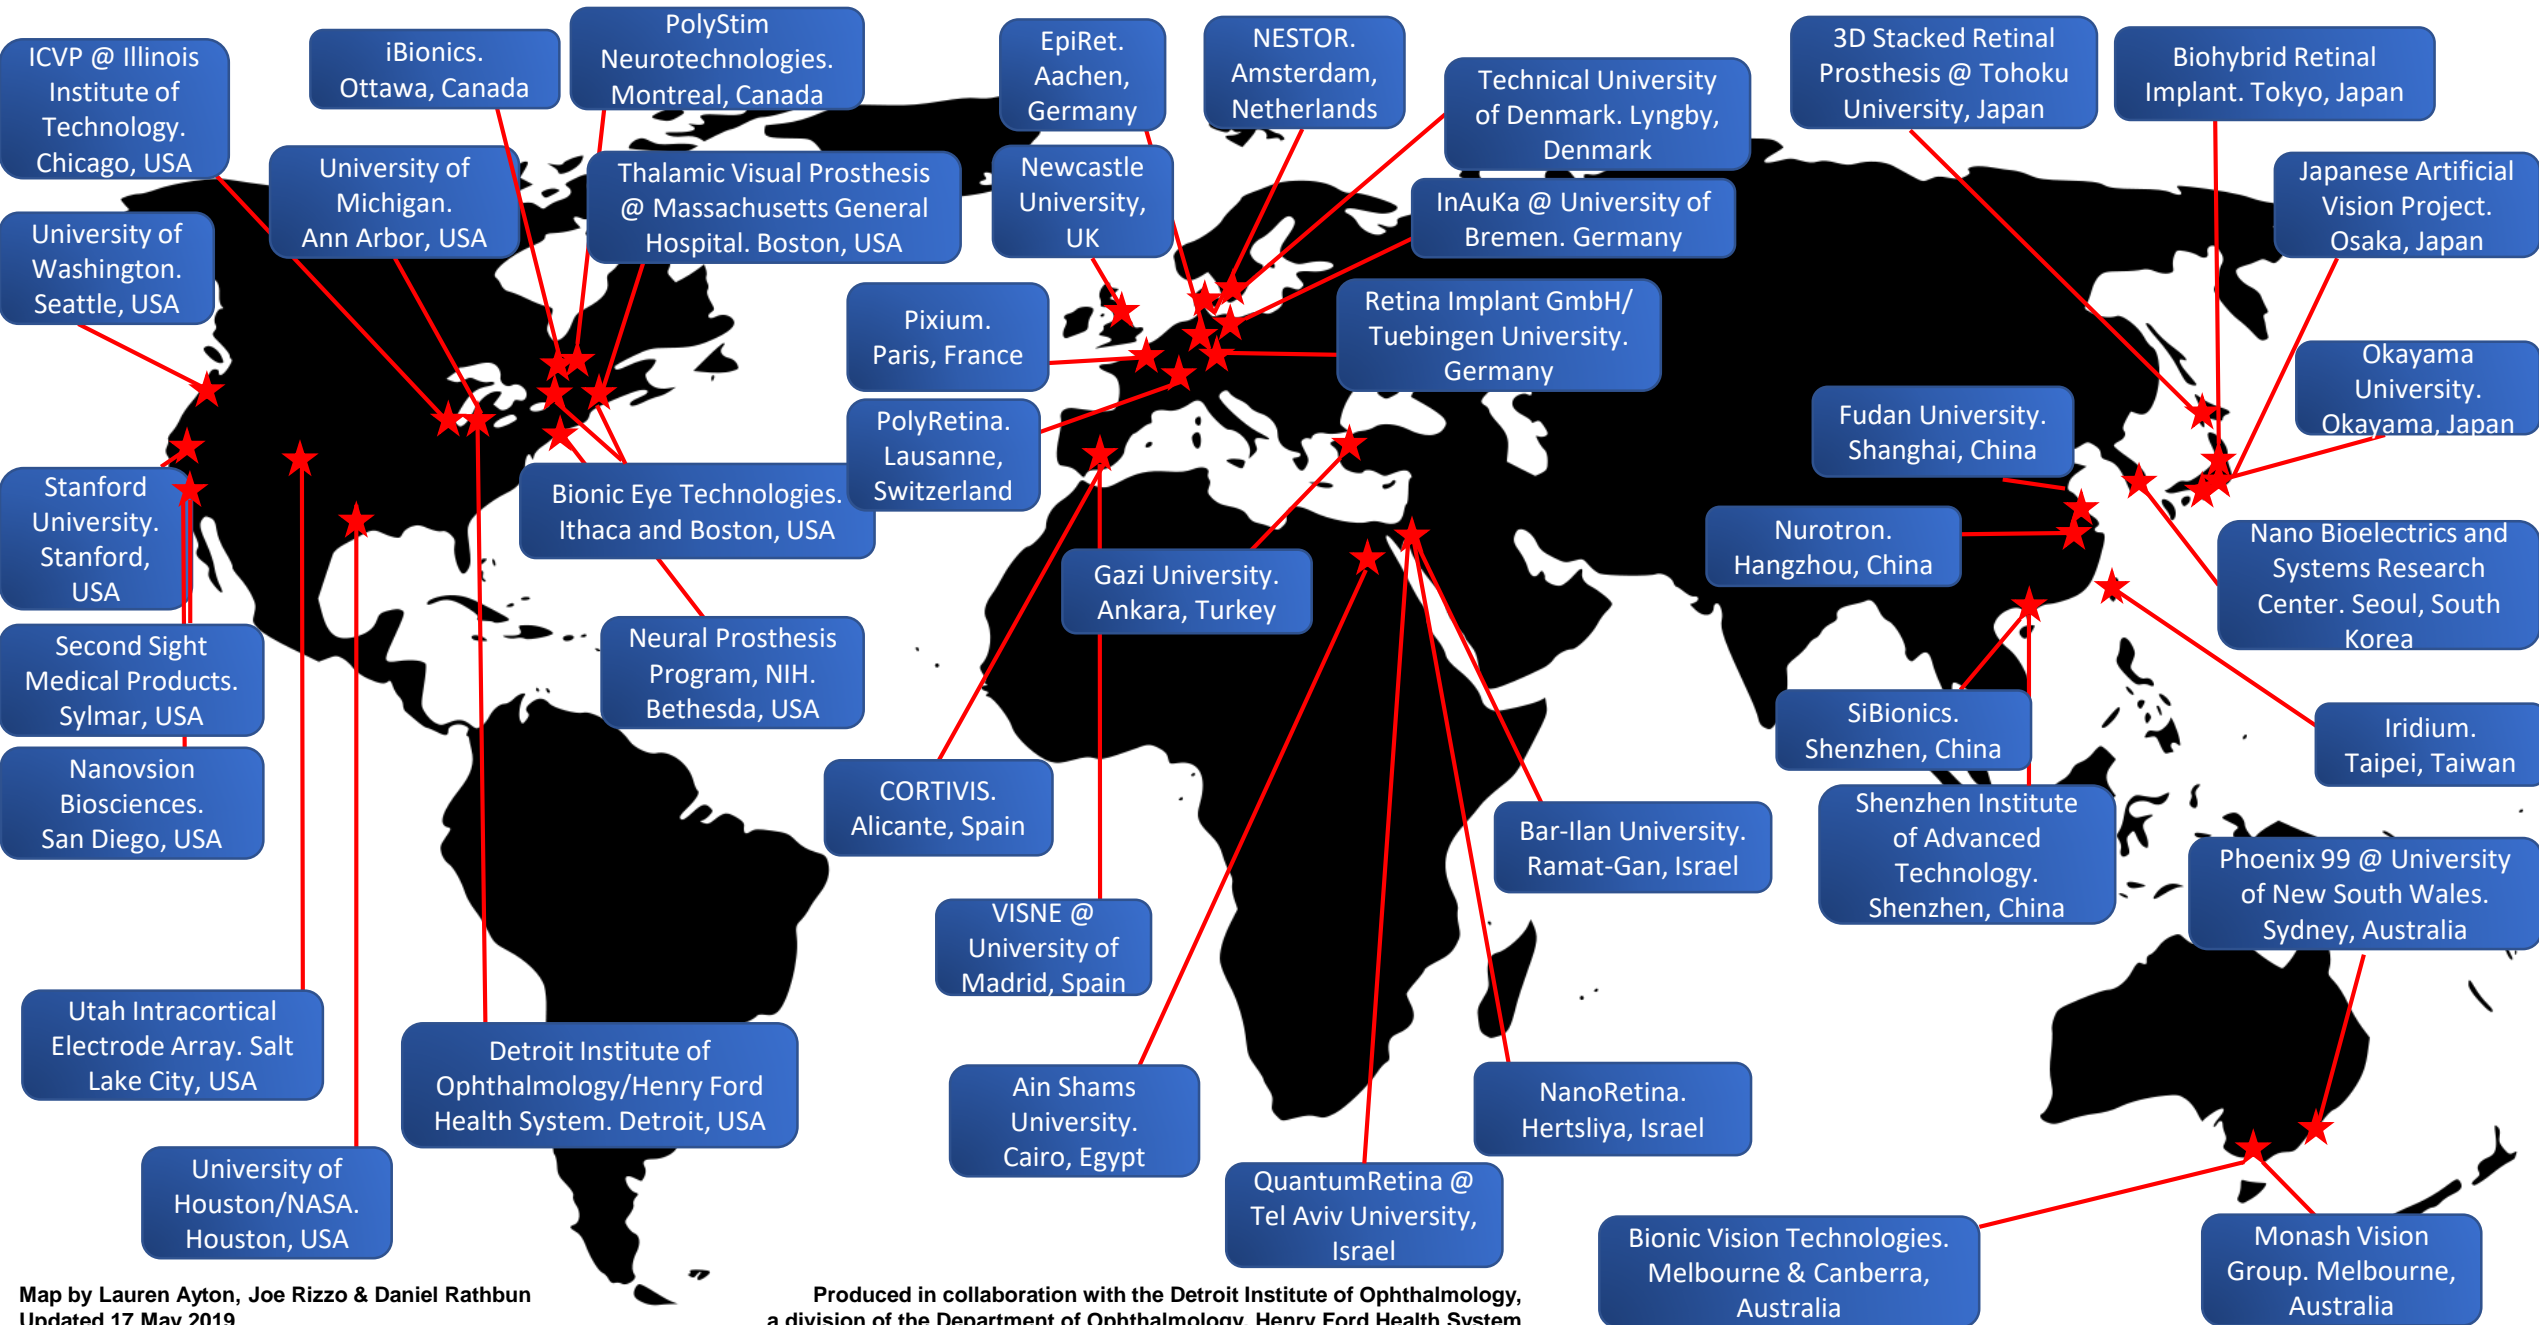 ICVP @ Illinois
Institute of
Technology.
Chicago, USA
iBionics.
Ottawa, Canada
PolyStim
Neurotechnologies.
Montreal, Canada
EpiRet.
Aachen,
Germany
NESTOR.
Amsterdam,
Netherlands
Technical University
of Denmark. Lyngby,
Denmark
3D Stacked Retinal
Prosthesis @ Tohoku
University, Japan
Biohybrid Retinal
Implant. Tokyo, Japan
University of
Michigan.
Ann Arbor, USA
Thalamic Visual Prosthesis
@ Massachusetts General
Hospital. Boston, USA
Newcastle
University,
UK
InAuKa @ University of
Bremen. Germany
Japanese Artificial
Vision Project.
Osaka, Japan
University of
Washington.
Seattle, USA
Pixium.
Paris, France
Retina Implant GmbH/
Tuebingen University.
Germany
Okayama
University.
Okayama, Japan
PolyRetina.
Lausanne,
Switzerland
Fudan University.
Shanghai, China
Stanford
University.
Stanford,
USA
Bionic Eye Technologies.
Ithaca and Boston, USA
Nurotron.
Hangzhou, China
Nano Bioelectrics and
Systems Research
Center. Seoul, South
Korea
Gazi University.
Ankara, Turkey
Second Sight
Medical Products.
Sylmar, USA
Neural Prosthesis
Program, NIH.
Bethesda, USA
SiBionics.
Shenzhen, China
Iridium.
Taipei, Taiwan
Nanovsion
Biosciences.
San Diego, USA
CORTIVIS.
Alicante, Spain
Bar-Ilan University.
Ramat-Gan, Israel
Shenzhen Institute
of Advanced
Technology.
Shenzhen, China
Phoenix 99 @ University
of New South Wales.
Sydney, Australia
VISNE @
University of
Madrid, Spain
Utah Intracortical
Electrode Array. Salt
Lake City, USA
Detroit Institute of
Ophthalmology/Henry Ford
Health System. Detroit, USA
Ain Shams
University.
Cairo, Egypt
NanoRetina.
Hertsliya, Israel
University of
Houston/NASA.
Houston, USA
QuantumRetina @
Tel Aviv University,
Israel
Bionic Vision Technologies.
Melbourne & Canberra,
Australia
Monash Vision
Group. Melbourne,
Australia
Map by Lauren Ayton, Joe Rizzo & Daniel Rathbun
Updated 17 May 2019
Produced in collaboration with the Detroit Institute of Ophthalmology,
a division of the Department of Ophthalmology, Henry Ford Health System